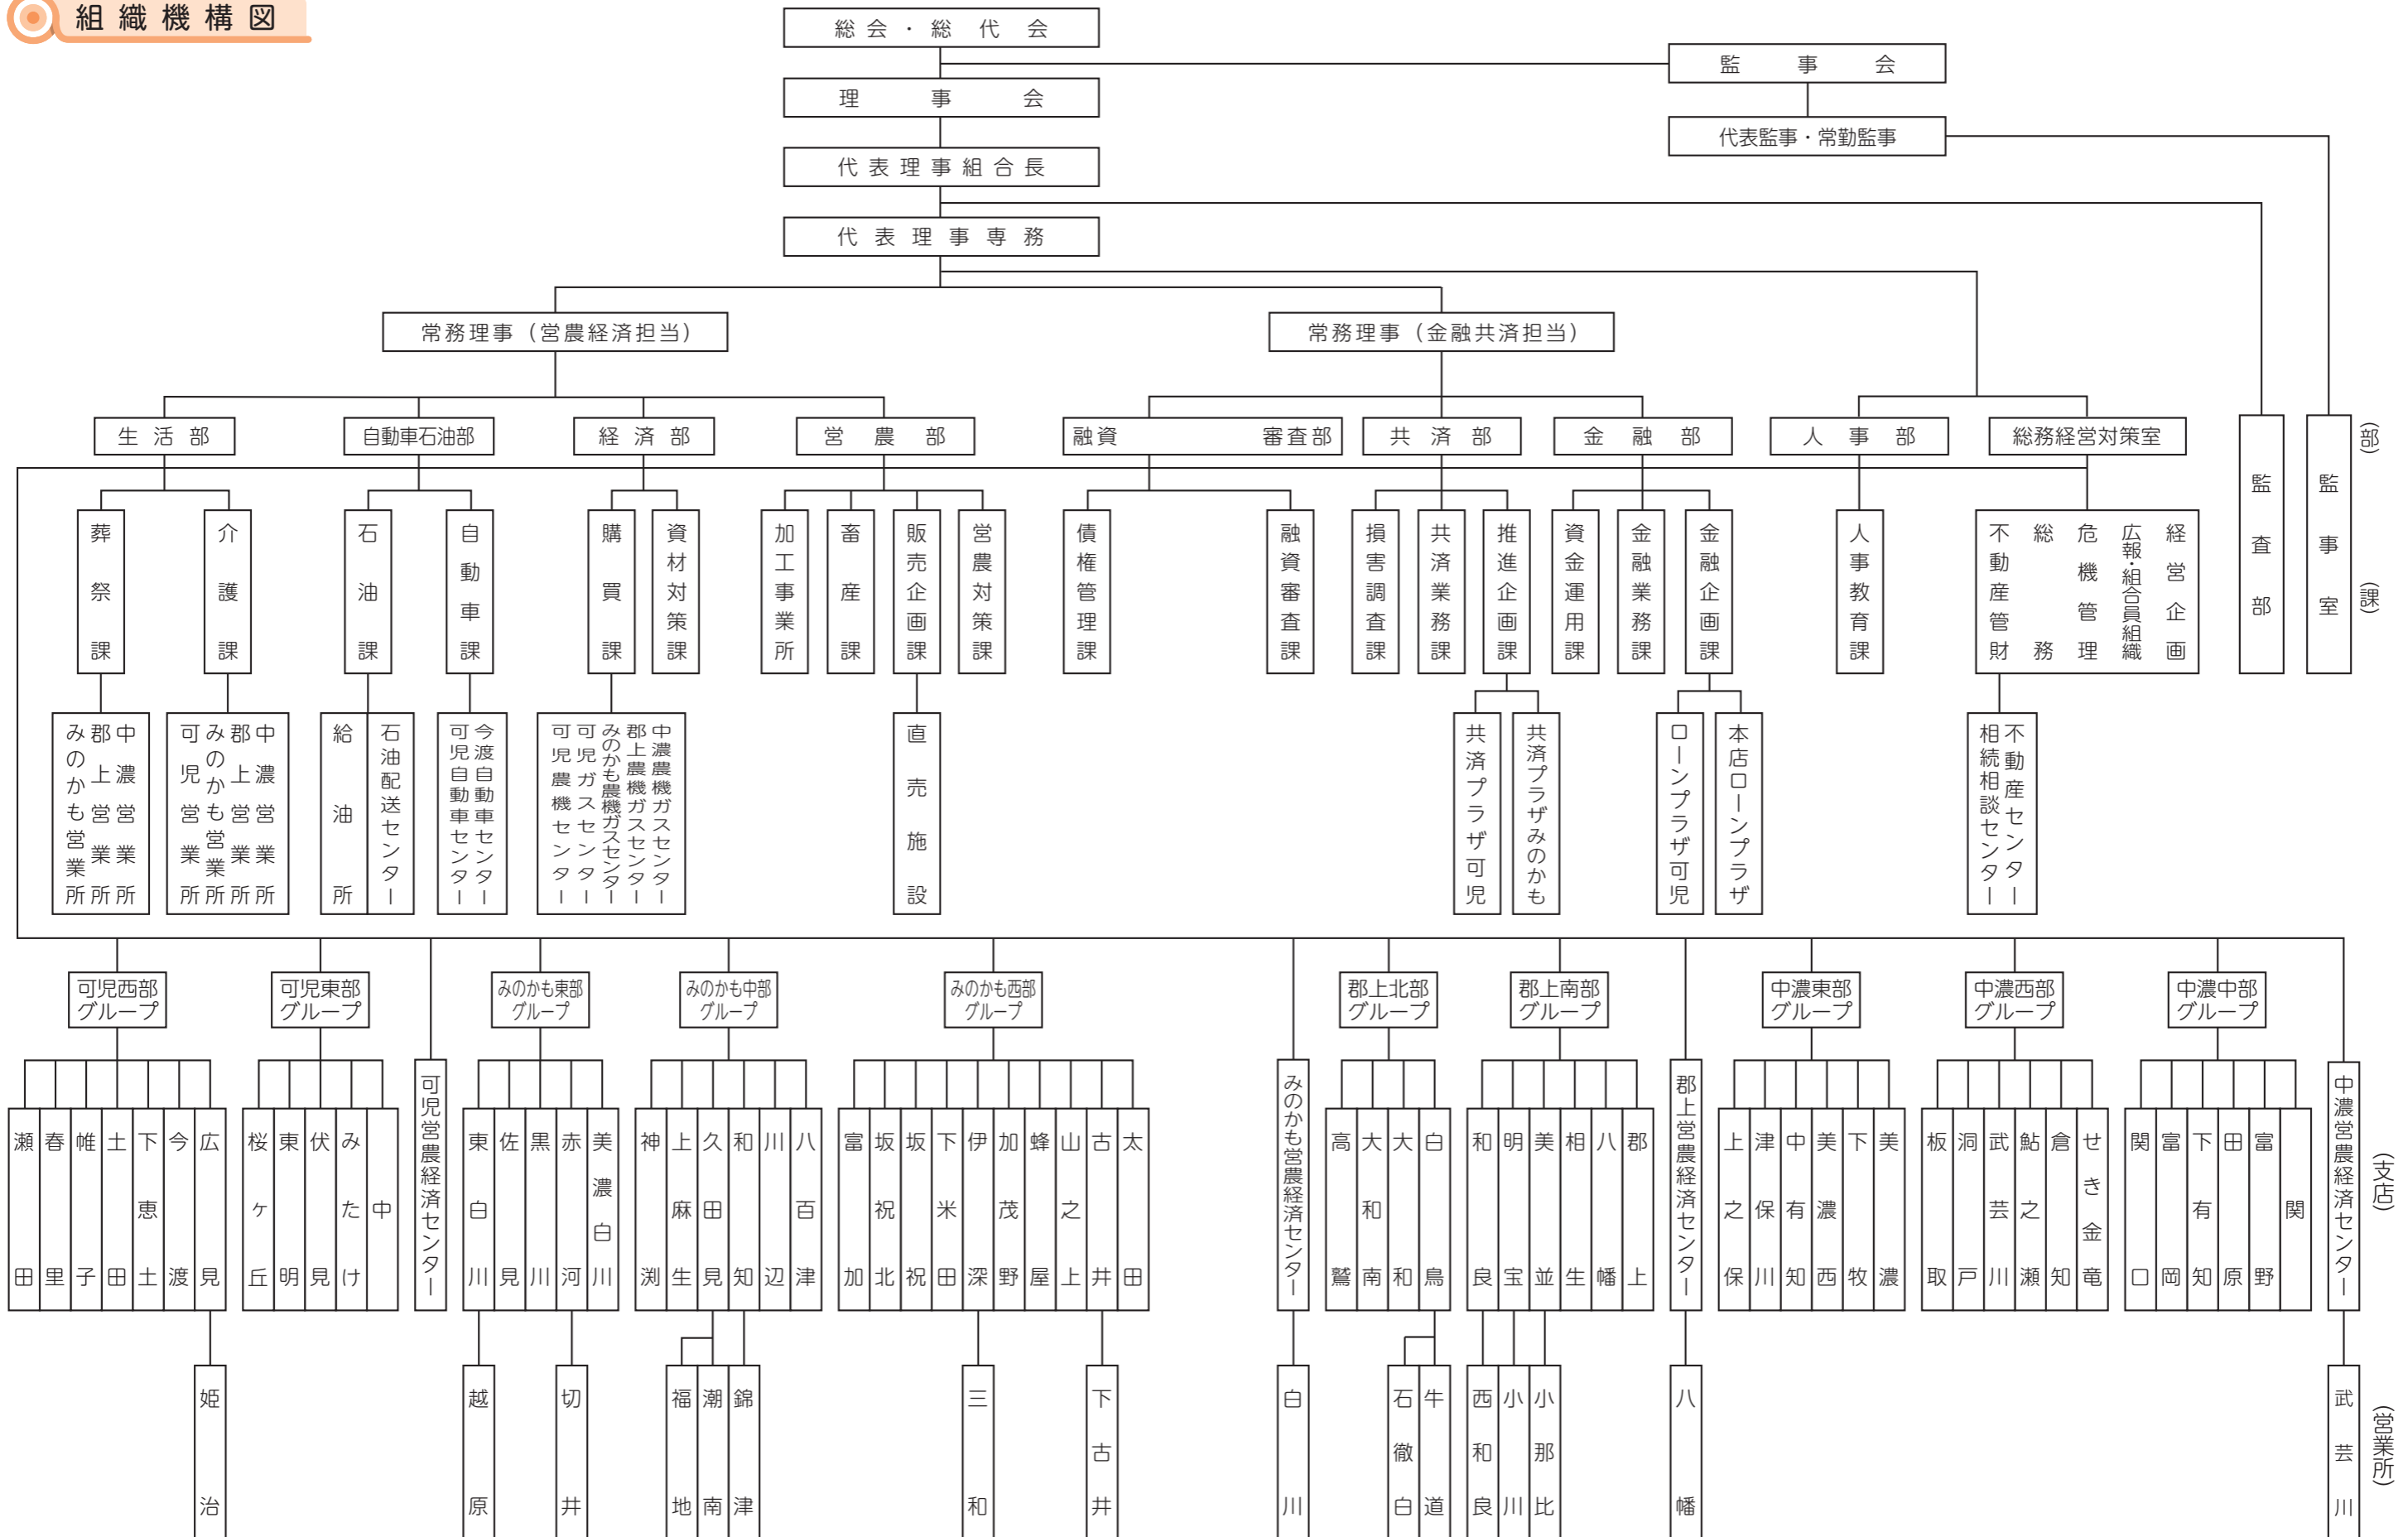 組織機構図
総会・総代会
監事会
理事会
代表監事・常勤監事
代表理事組合長
代表理事専務
常務理事（営農経済担当）
常務理事（金融共済担当）
生活部
自動車石油部
経済部
営農部
融資 審査部
共済部
金融部
人事部
総務経営対策室
（部）
監査部
監事室
（課）
葬祭課
介護課
石油課
自動車課
購買課
資材対策課
加工事業所
畜産課
販売企画課
営農対策課
債権管理課
融資審査課
損害調査課
共済業務課
推進企画課
資金運用課
金融業務課
金融企画課
人事教育課
経営企画
広報・組合員組織
危機管理
総務
不動産管財
中濃営業所
郡上営業所
みのかも営業所
中濃営業所
郡上営業所
みのかも営業所
可児営業所
給油所
石油配送センター
今渡自動車センター
可児自動車センター
中濃農機ガスセンター
郡上農機ガスセンター
みのかも農機ガスセンター
可児ガスセンター
可児農機センター
直売施設
共済プラザ可児
共済プラザみのかも
ローンプラザ可児
本店ローンプラザ
不動産センター
相続相談センター
可児西部
グループ
可児東部
グループ
みのかも東部
グループ
みのかも中部
グループ
みのかも西部
グループ
郡上北部
グループ
郡上南部
グループ
中濃東部
グループ
中濃西部
グループ
中濃中部
グループ
瀬田
春里
帷子
土田
下恵土
今渡
広見
桜ヶ丘
東明
伏見
みたけ
中
可児営農経済センター
東白川
佐見
黒川
赤河
美濃白川
神渕
上麻生
久田見
和知
川辺
八百津
富加
坂祝北
坂祝
下米田
伊深
加茂野
蜂屋
山之上
古井
太田
みのかも営農経済センター
高鷲
大和南
大和
白鳥
和良
明宝
美並
相生
八幡
郡上
郡上営農経済センター
上之保
津保川
中有知
美濃西
下牧
美濃
板取
洞戸
武芸川
鮎之瀬
倉知
せき金竜
関口
富岡
下有知
田原
富野
関
中濃営農経済センター
（支店）
姫治
越原
切井
福地
潮南
錦津
三和
下古井
白川
石徹白
牛道
西和良
小川
小那比
八幡
武芸川
（営業所）